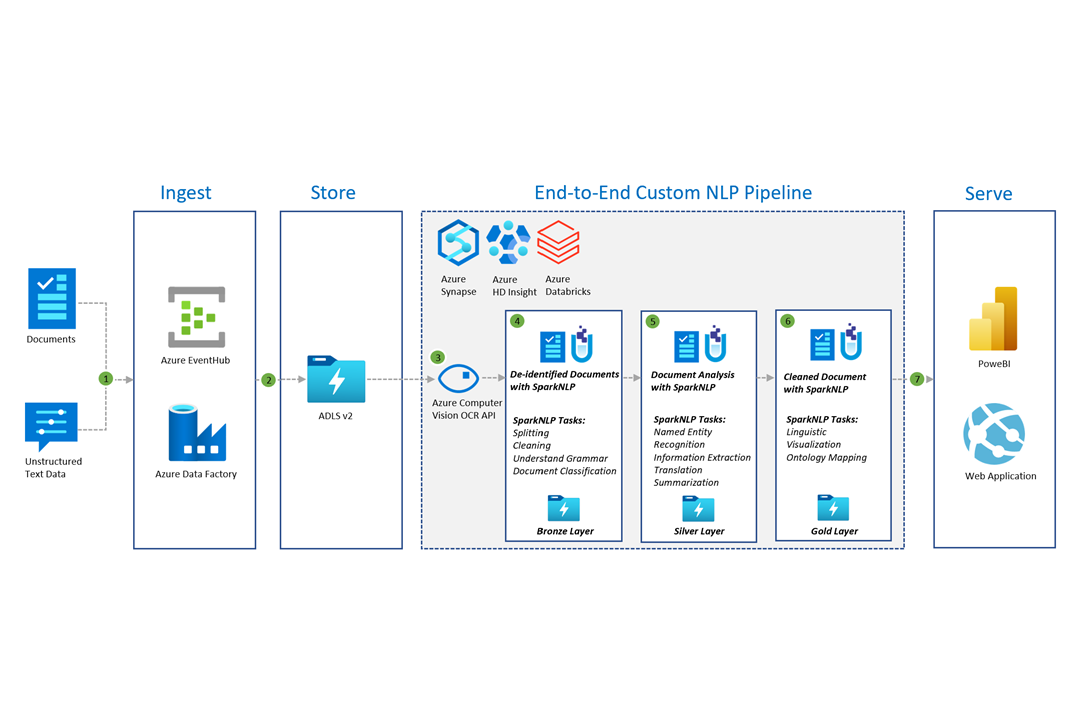 Ingest
Store
End-to-End Custom NLP Pipeline
Serve
Documents
Unstructured
Text Data
1
Azure EventHub
Azure Data Factory
2
ADLS v2
Azure
Synapse
Azure
HD Insight
Azure
Databricks
3
Azure Computer
Vision OCR API
4
De-identified Documents
with SparkNLP
SparkNLP Tasks:
Splitting
Cleaning
Understand Grammar
Document Classification
Bronze Layer
5
Document Analysis
with SparkNLP
SparkNLP Tasks:
Named Entity
Recognition
Information Extraction
Translation
Summarization
Silver Layer
6
Cleaned Document
with SparkNLP
SparkNLP Tasks:
Linguistic
Visualization
Ontology Mapping
Gold Layer
7
PoweBI
Web Application